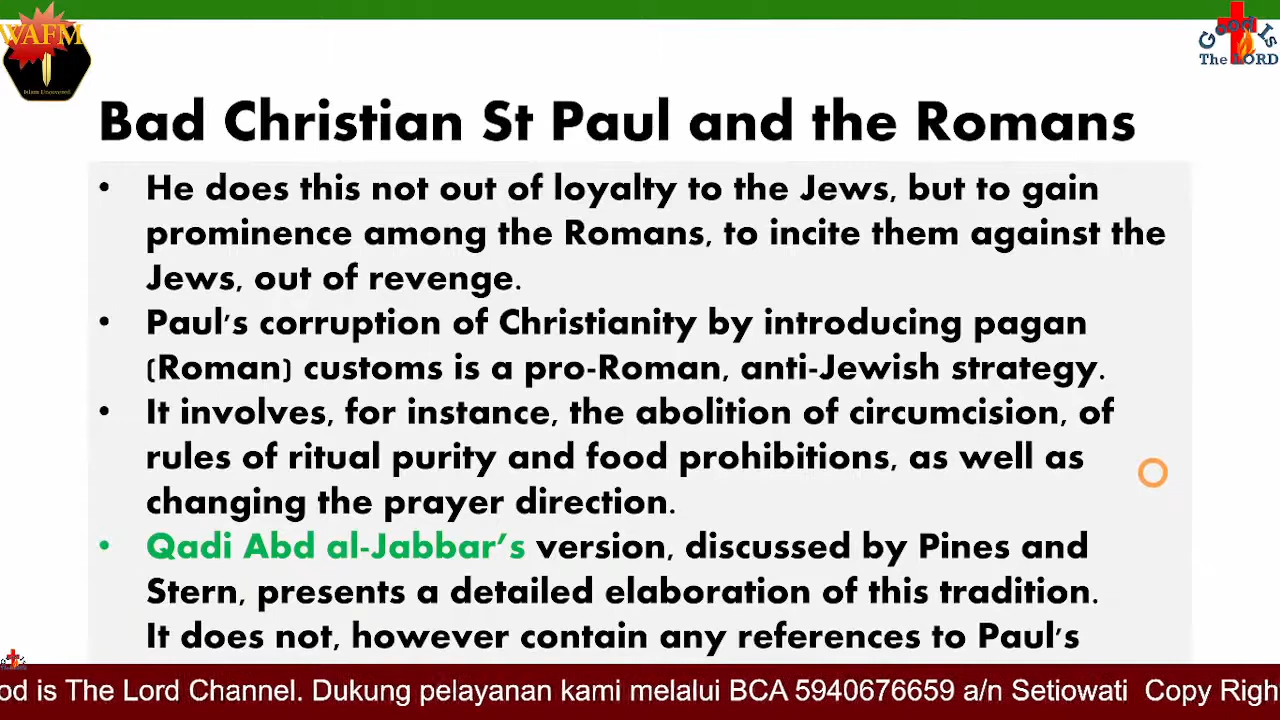 WAFM
Islam Uncovered
Good Is
The LORD
Bad Christian St Paul and the Romans
• He does this not out of loyalty to the Jews, but to gain
prominence among the Romans, to incite them against the
Jews, out of revenge.
• Paul's corruption of Christianity by introducing pagan
(Roman) customs is a pro-Roman, anti-Jewish strategy.
• It involves, for instance, the abolition of circumcision, of
rules of ritual purity and food prohibitions, as well as
changing the prayer direction.
• Qadi Abd al-Jabbar's version, discussed by Pines and
Stern, presents a detailed elaboration of this tradition.
It does not, however contain any references to Paul's
od is The Lord Channel. Dukung pelayanan kami melalui BCA 5940676659 a/n Setiowati Copy Righ